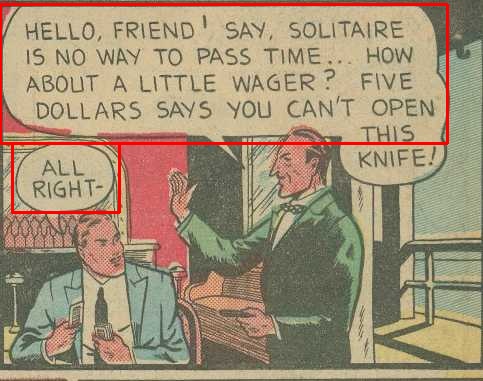 HELLO, FRIEND! SAY, SOLITAIRE
IS NO WAY TO PASS TIME... HOW
ABOUT A LITTLE WAGER? FIVE
DOLLARS SAYS YOU CAN'T OPEN
THIS
KNIFE!
ALL
RIGHT-